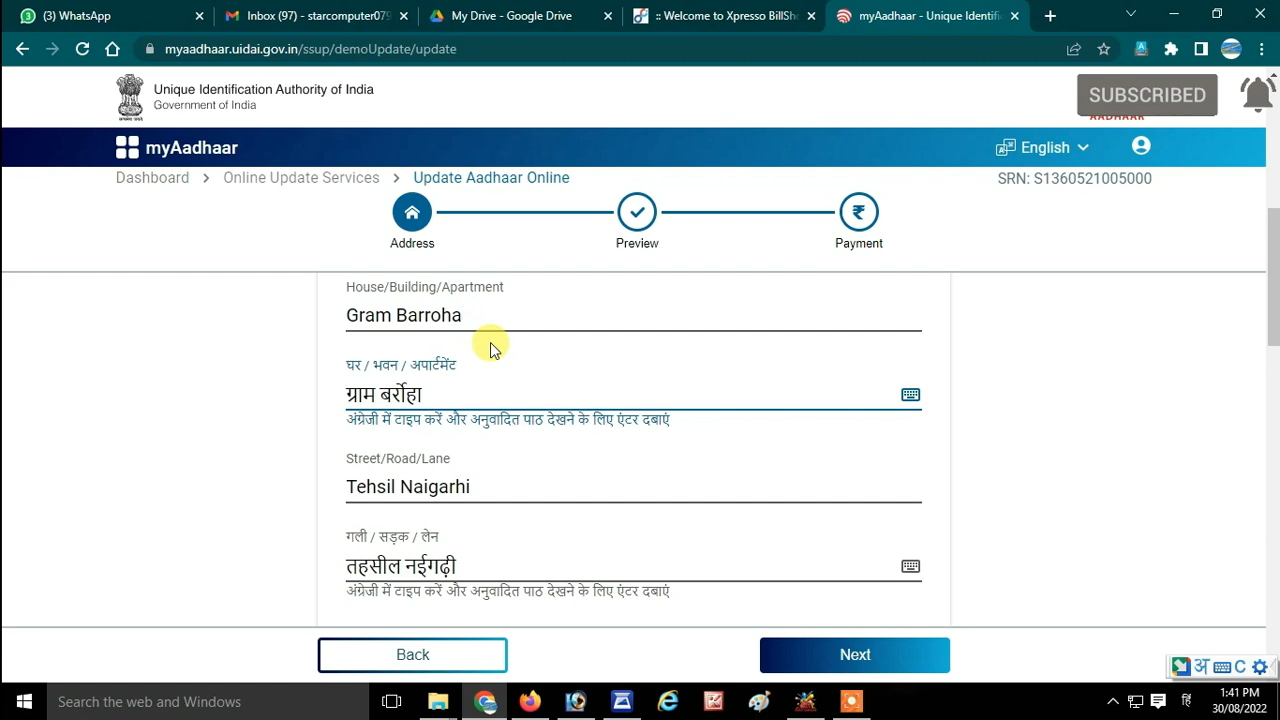 (3) WhatsApp
Inbox (97) - starcomputer079
My Drive - Google Drive
:: Welcome to Xpresso BillSho
myAadhaar - Unique Identific
myaadhaar.uidai.gov.in/ssup/demoUpdate/update
Unique Identification Authority of India
Government of India
SUBSCRIBED
AADHAAR
myAadhaar
English
Dashboard > Online Update Services > Update Aadhaar Online
SRN: S1360521005000
Address
Preview
Payment
House/Building/Apartment
Gram Barroha
घर / भवन / अपार्टमेंट
ग्राम बर्रोहा
अंग्रेजी में टाइप करें और अनुवादित पाठ देखने के लिए एंटर दबाएं
Street/Road/Lane
Tehsil Naigarhi
गली / सड़क / लेन
तहसील नईगढ़ी
अंग्रेजी में टाइप करें और अनुवादित पाठ देखने के लिए एंटर दबाएं
Back
Next
अ
Search the web and Windows
हि
1:41 PM
30/08/2022